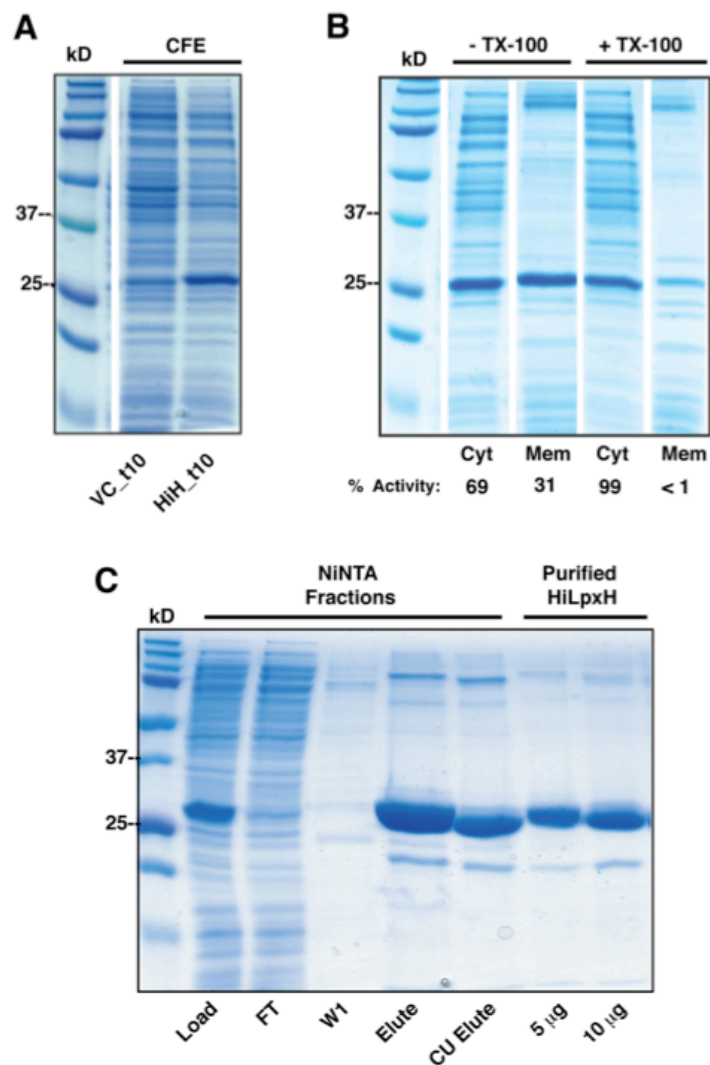 A
kD
CFE
37--
25--
VC_t10
HiH_t10
B
kD
- TX-100
+ TX-100
37--
25--
Cyt Mem Cyt Mem
% Activity: 69 31 99 < 1
C
kD
NiNTA
Fractions
Purified
HiLpxH
37--
25--
Load
FT
W1
Elute
CU Elute
5 μg
10 μg